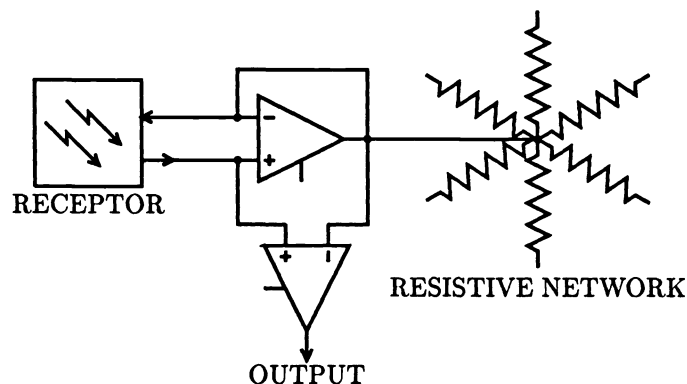 RECEPTOR
-
+
+
-
RESISTIVE NETWORK
OUTPUT